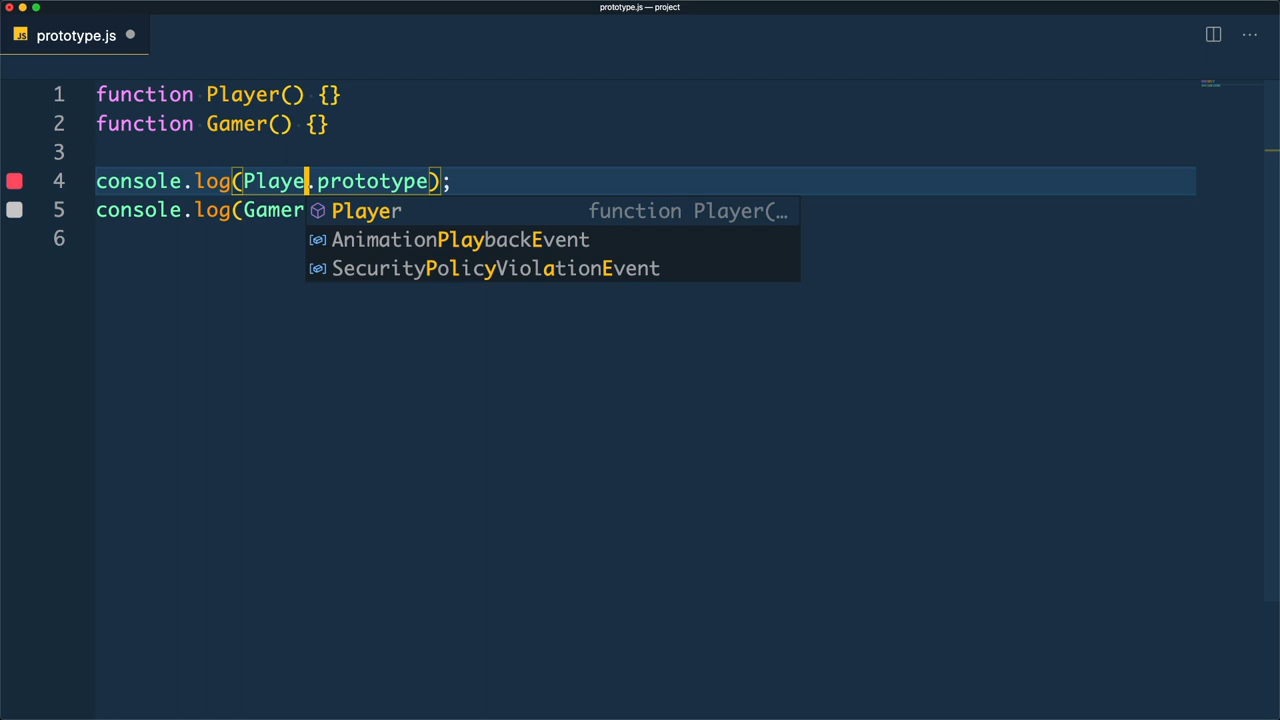 prototype.js — project
JS prototype.js
1 function Player() {}
2 function Gamer() {}
3
4 console.log(Playe.prototype);
5 console.log(Gamer
Player function Player(…
AnimationPlaybackEvent
SecurityPolicyViolationEvent
6